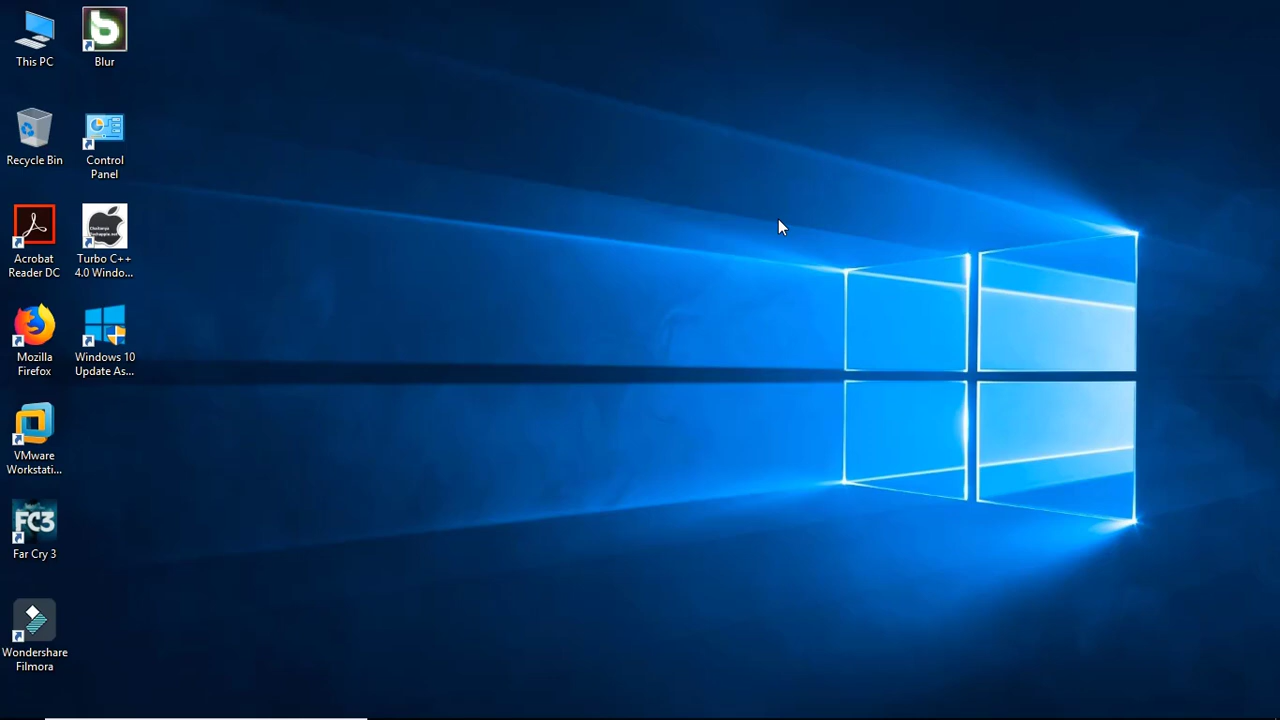 This PC
Blur
Recycle Bin
Control
Panel
Acrobat
Reader DC
Turbo C++
4.0 Windo...
Mozilla
Firefox
Windows 10
Update As...
VMware
Workstati...
FC3
Far Cry 3
Wondershare
Filmora